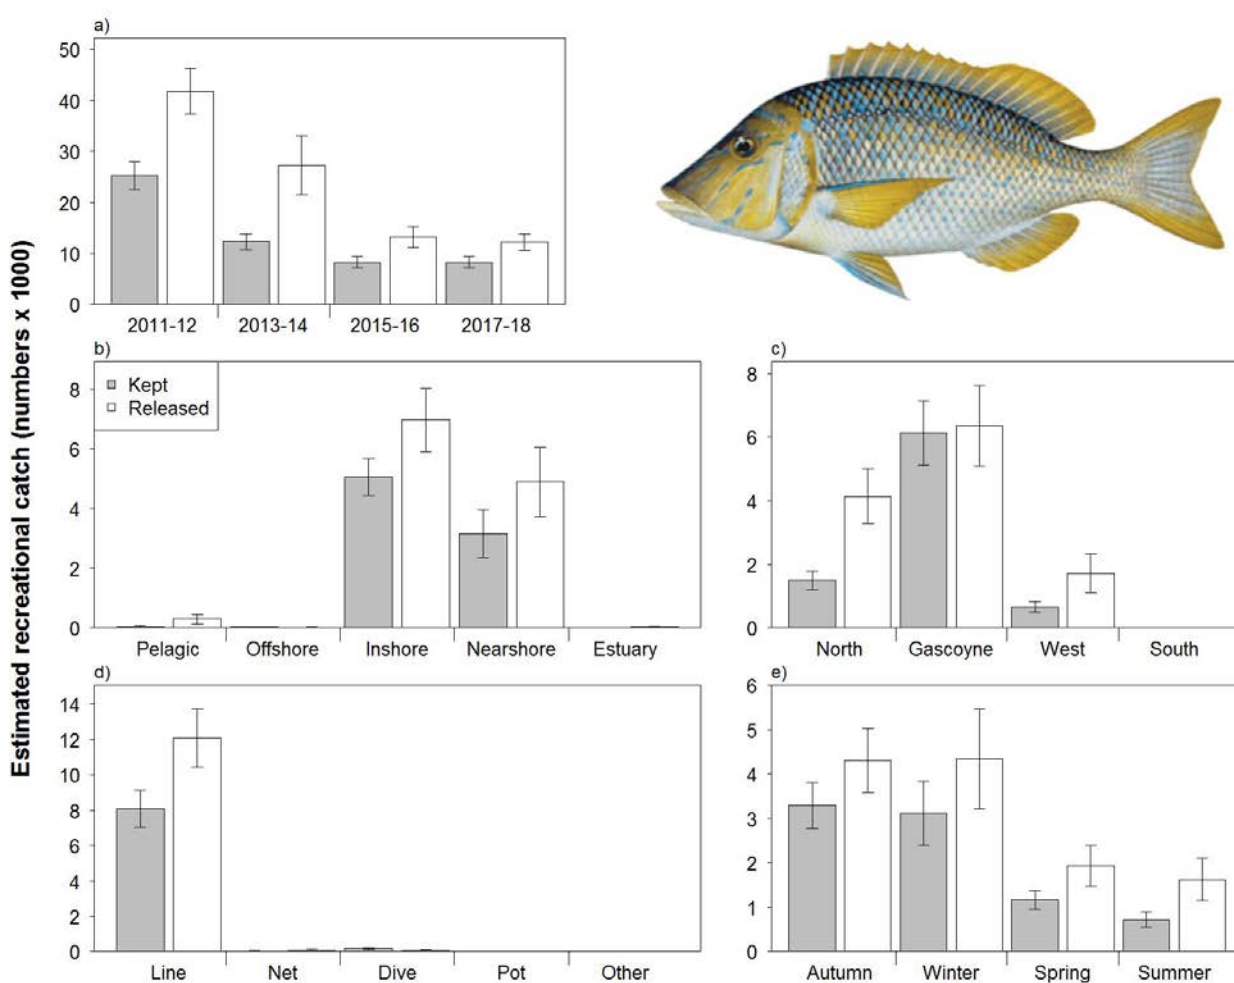 Estimated recreational catch (numbers x 1000)
a)
50
40
30
20
10
0
2011-12 2013-14 2015-16 2017-18
b)
Kept
Released
8
6
4
2
0
Pelagic Offshore Inshore Nearshore Estuary
c)
8
6
4
2
0
North Gascoyne West South
d)
14
12
10
8
6
4
2
0
Line Net Dive Pot Other
e)
6
5
4
3
2
1
0
Autumn Winter Spring Summer